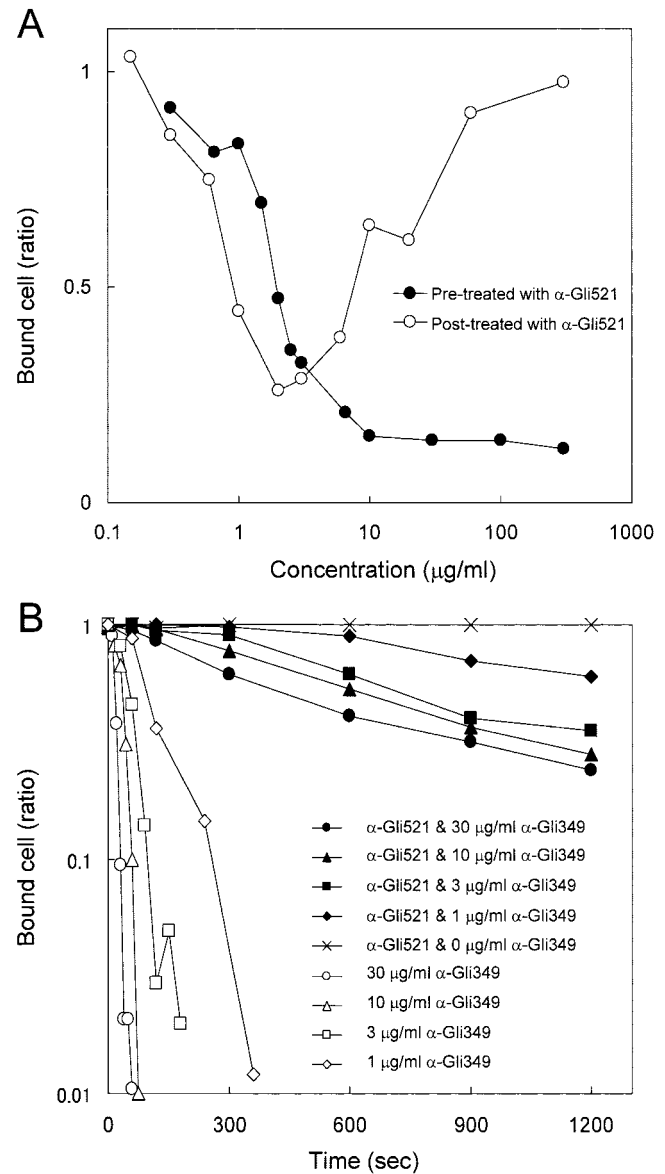 A
1
0.5
0
Bound cell (ratio)
Pre-treated with α-Gli521
Post-treated with α-Gli521
0.1 1 10 100 1000
Concentration (μg/ml)
B
1
0.1
0.01
Bound cell (ratio)
α-Gli521 & 30 μg/ml α-Gli349
α-Gli521 & 10 μg/ml α-Gli349
α-Gli521 & 3 μg/ml α-Gli349
α-Gli521 & 1 μg/ml α-Gli349
α-Gli521 & 0 μg/ml α-Gli349
30 μg/ml α-Gli349
10 μg/ml α-Gli349
3 μg/ml α-Gli349
1 μg/ml α-Gli349
0 300 600 900 1200
Time (sec)